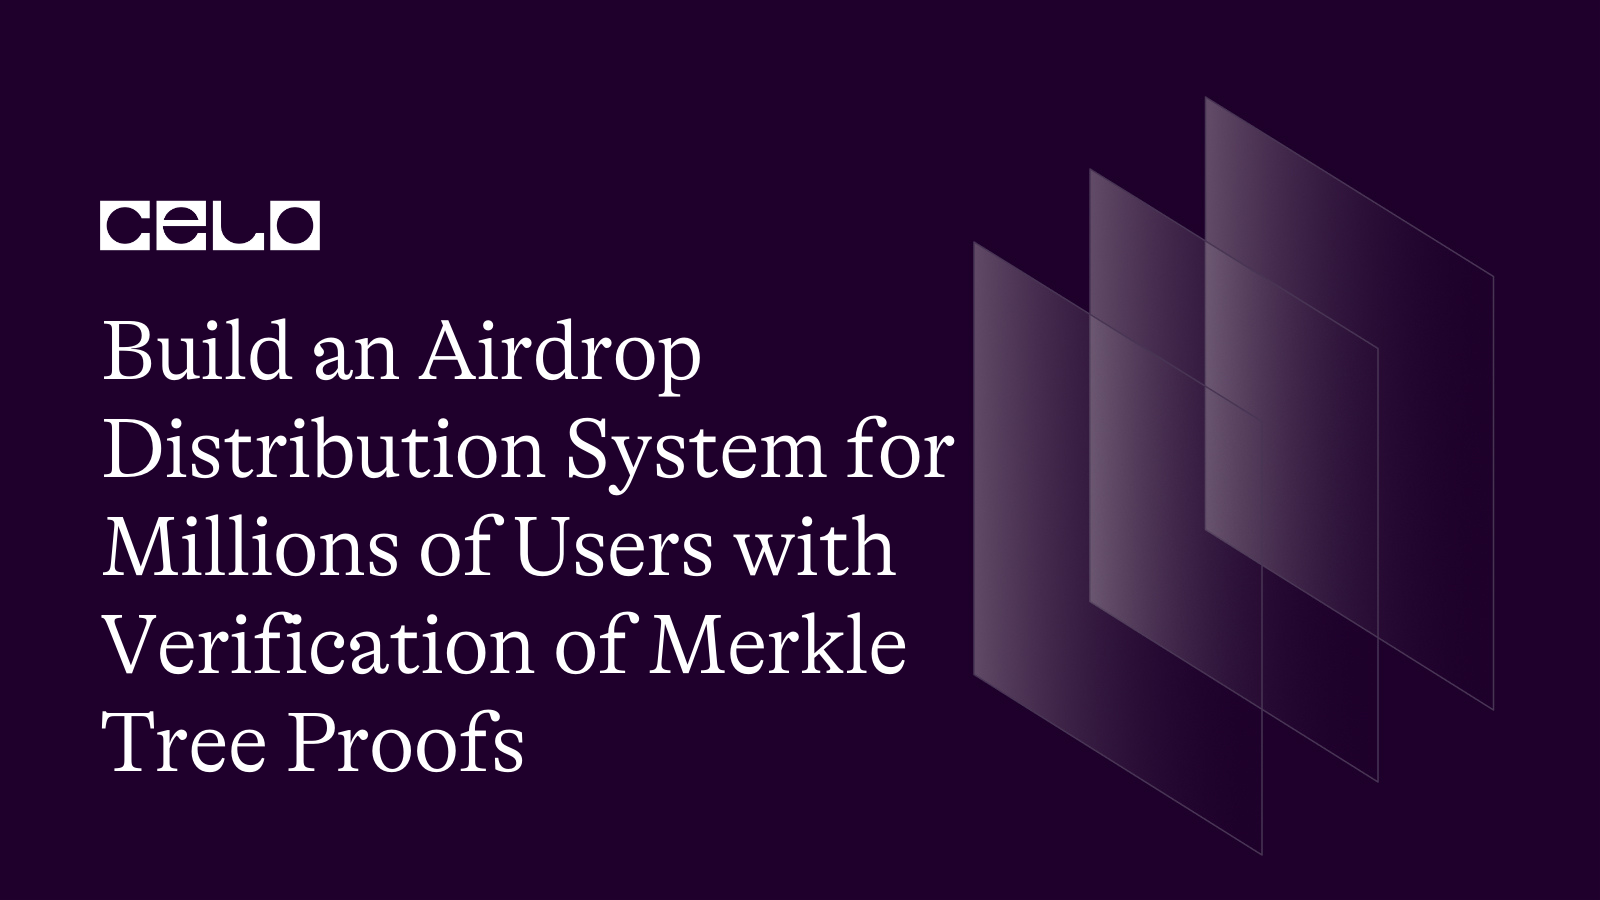 CELO
Build an Airdrop
Distribution System for
Millions of Users with
Verification of Merkle
Tree Proofs